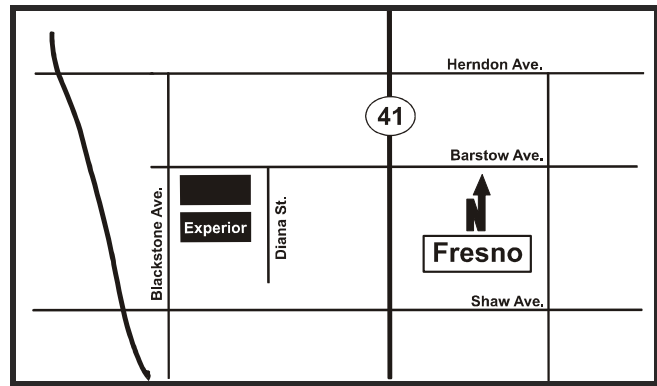 Herndon Ave.
41
Barstow Ave.
Blackstone Ave.
Experior
Diana St.
N
Fresno
Shaw Ave.